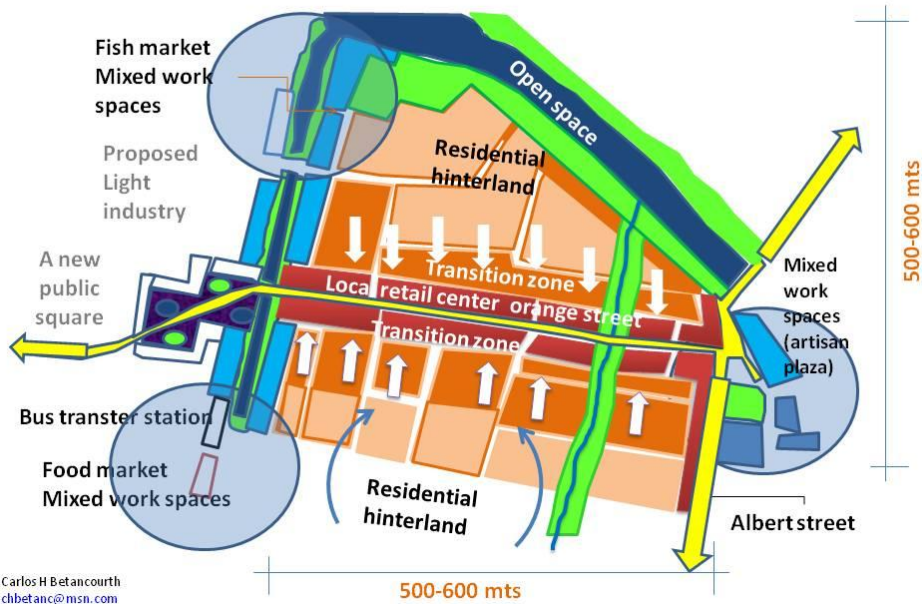 Fish market
Mixed work
spaces
Open space
500-600 mts
Proposed
Light
industry
Residential
hinterland
A new
public
square
Transition zone
Local retail center orange street
Transition zone
Mixed
work
spaces
(artisan
plaza)
Bus transter station
Food market
Mixed work spaces
Residential
hinterland
Albert street
500-600 mts
Carlos H Betancourth
chbetanc@msn.com